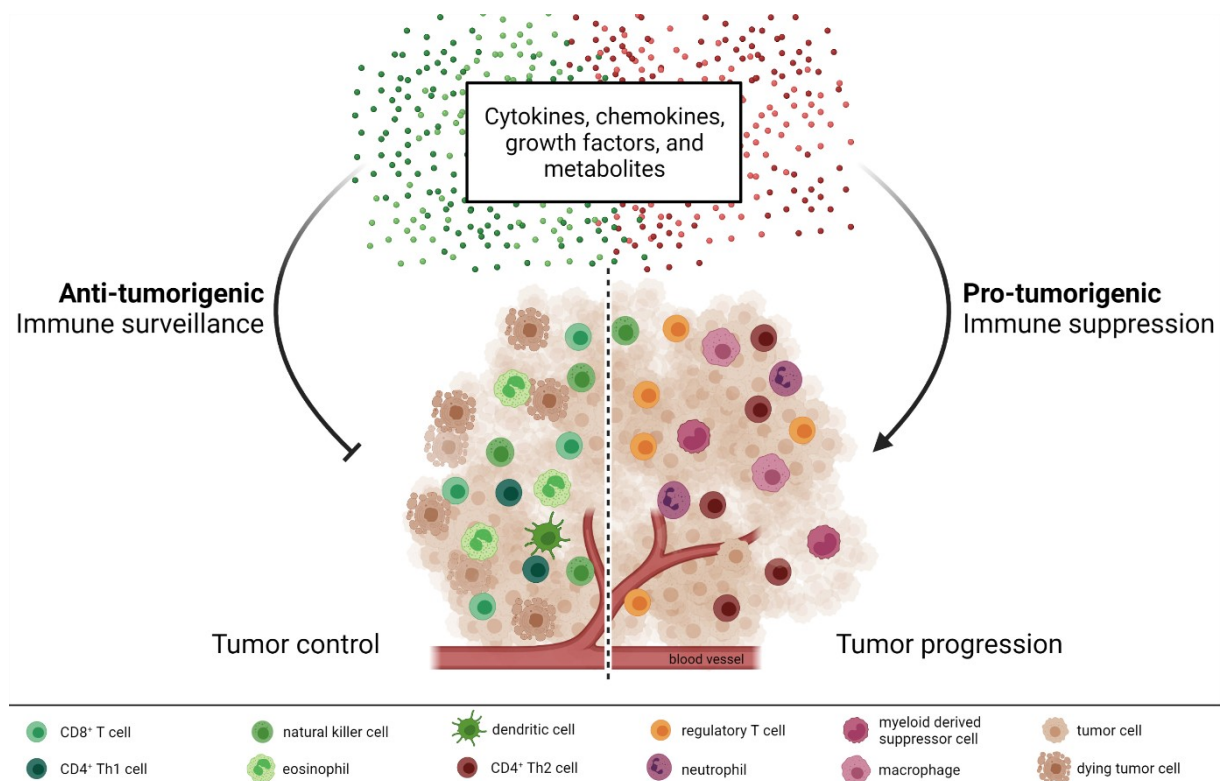 Cytokines, chemokines,
growth factors, and
metabolites
Anti-tumorigenic
Immune surveillance
Pro-tumorigenic
Immune suppression
Tumor control
Tumor progression
blood vessel
CD8⁺ T cell
natural killer cell
dendritic cell
regulatory T cell
myeloid derived
suppressor cell
tumor cell
CD4⁺ Th1 cell
eosinophil
CD4⁺ Th2 cell
neutrophil
macrophage
dying tumor cell